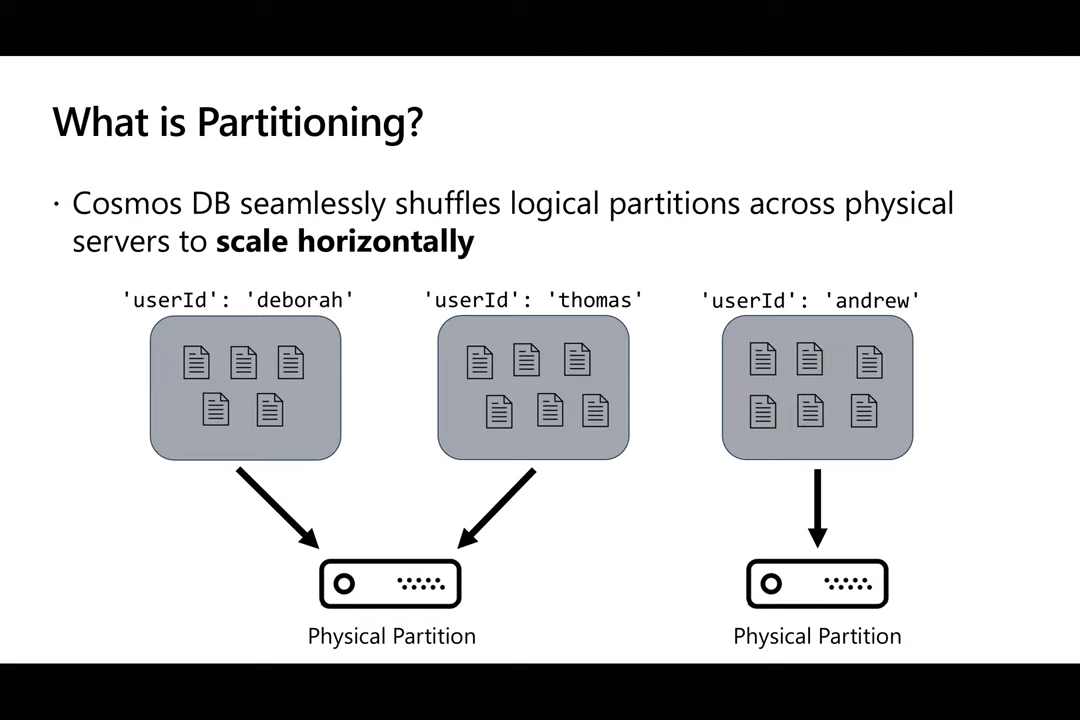 What is Partitioning?
· Cosmos DB seamlessly shuffles logical partitions across physical
servers to scale horizontally
'userId': 'deborah'
'userId': 'thomas'
'userId': 'andrew'
Physical Partition
Physical Partition